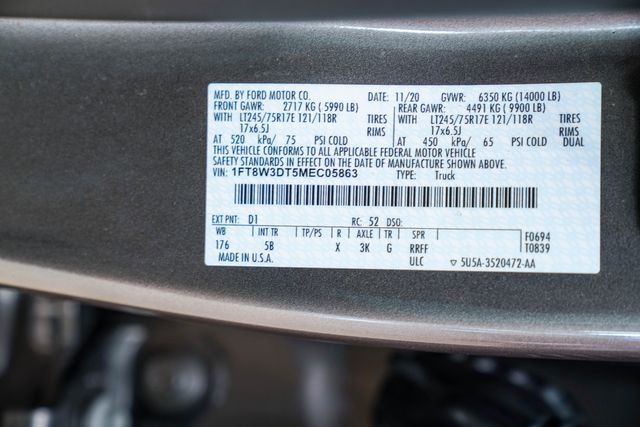 MFD. BY FORD MOTOR CO. DATE: 11/20 GVWR: 6350 KG (14000 LB)
FRONT GAWR: 2717 KG (5990 LB) REAR GAWR: 4491 KG (9900 LB)
WITH LT245/75R17E 121/118R TIRES WITH LT245/75R17E 121/118R TIRES
17x6.5J RIMS 17x6.5J RIMS
AT 520 kPa/ 75 PSI COLD AT 450 kPa/ 65 PSI COLD DUAL
THIS VEHICLE CONFORMS TO ALL APPLICABLE FEDERAL MOTOR VEHICLE
SAFETY STANDARDS IN EFFECT ON THE DATE OF MANUFACTURE SHOWN ABOVE.
VIN: 1FT8W3DT5MEC05863 TYPE: Truck
EXT PNT: D1 RC: 52 DSO:
WB INT TR TP/PS R AXLE TR SPR F0694
176 5B X 3K G RRFF T0839
MADE IN U.S.A. ULC ▽ 5U5A-3520472-AA